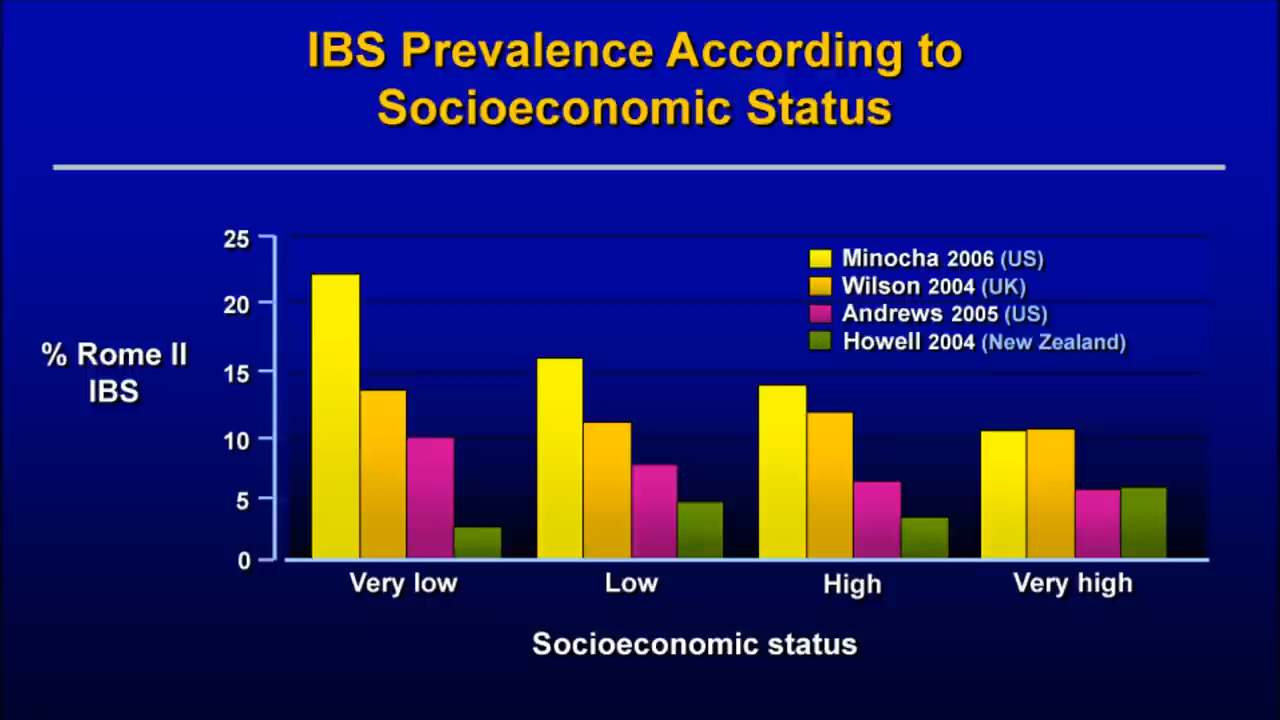 IBS Prevalence According to
Socioeconomic Status
25
20
15
10
5
0
% Rome II
IBS
Minocha 2006 (US)
Wilson 2004 (UK)
Andrews 2005 (US)
Howell 2004 (New Zealand)
Very low
Low
High
Very high
Socioeconomic status